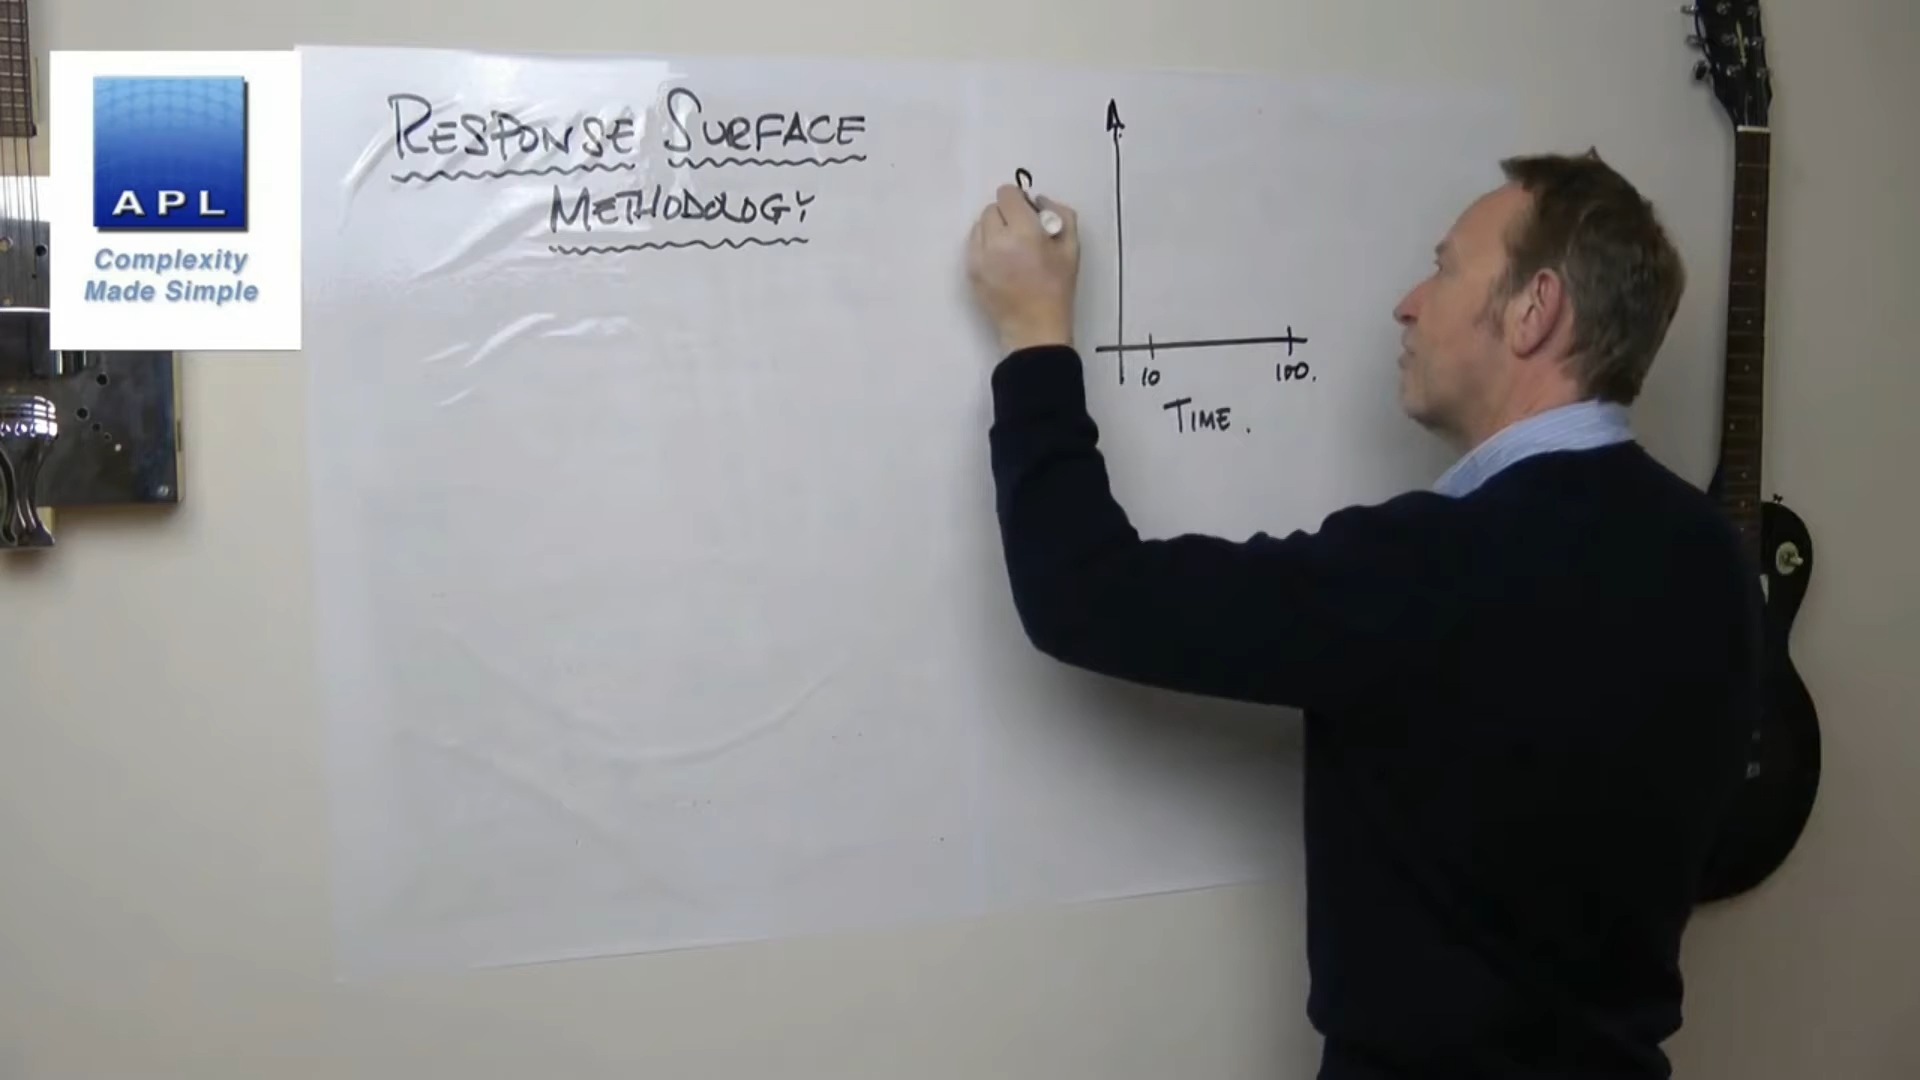 APL
Complexity
Made Simple
RESPONSE SURFACE
METHODOLOGY
10
100.
TIME.